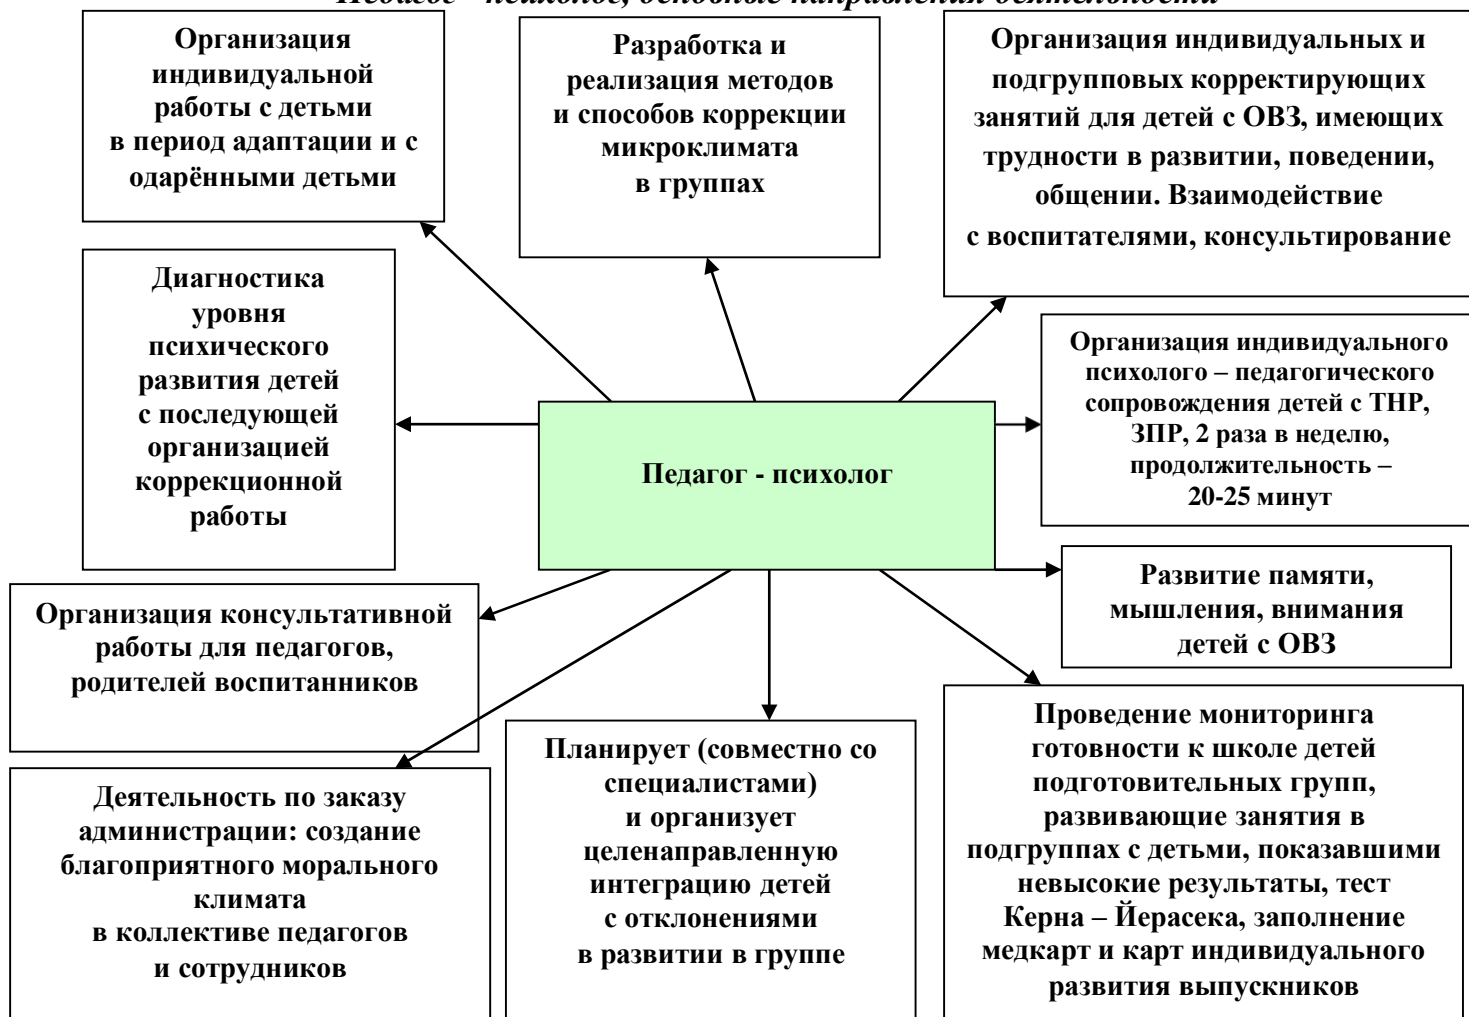 Педагог - психолог, основные направления деятельности
Организация
индивидуальной
работы с детьми
в период адаптации и с
одарёнными детьми
Разработка и
реализация методов
и способов коррекции
микроклимата
в группах
Организация индивидуальных и
подгрупповых корректирующих
занятий для детей с ОВЗ, имеющих
трудности в развитии, поведении,
общении. Взаимодействие
с воспитателями, консультирование
Диагностика
уровня
психического
развития детей
с последующей
организацией
коррекционной
работы
Педагог - психолог
Организация индивидуального
психолого – педагогического
сопровождения детей с ТНР,
ЗПР, 2 раза в неделю,
продолжительность –
20-25 минут
Развитие памяти,
мышления, внимания
детей с ОВЗ
Организация консультативной
работы для педагогов,
родителей воспитанников
Деятельность по заказу
администрации: создание
благоприятного морального
климата
в коллективе педагогов
и сотрудников
Планирует (совместно со
специалистами)
и организует
целенаправленную
интеграцию детей
с отклонениями
в развитии в группе
Проведение мониторинга
готовности к школе детей
подготовительных групп,
развивающие занятия в
подгруппах с детьми, показавшими
невысокие результаты, тест
Керна – Йерасека, заполнение
медкарт и карт индивидуального
развития выпускников